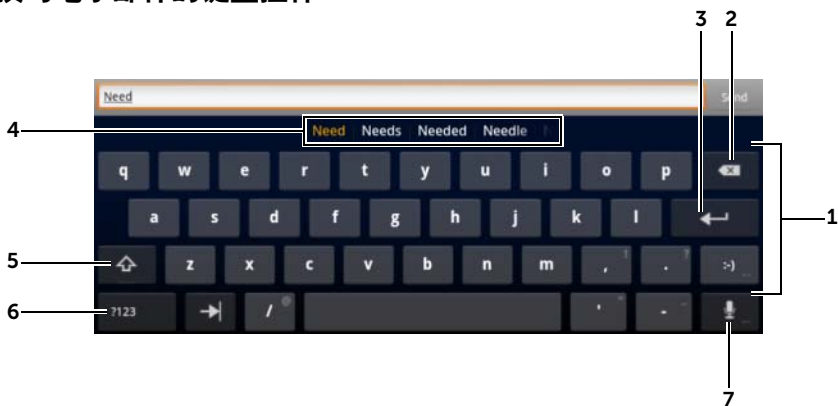 3 2
Need Send
4 Need Needs Needed Needle N
q w e r t y u i o p
a s d f g h j k l 1
5 z x c v b n m , ! . ? :-) ...
6 ?123 / @ ' " - _ ...
7